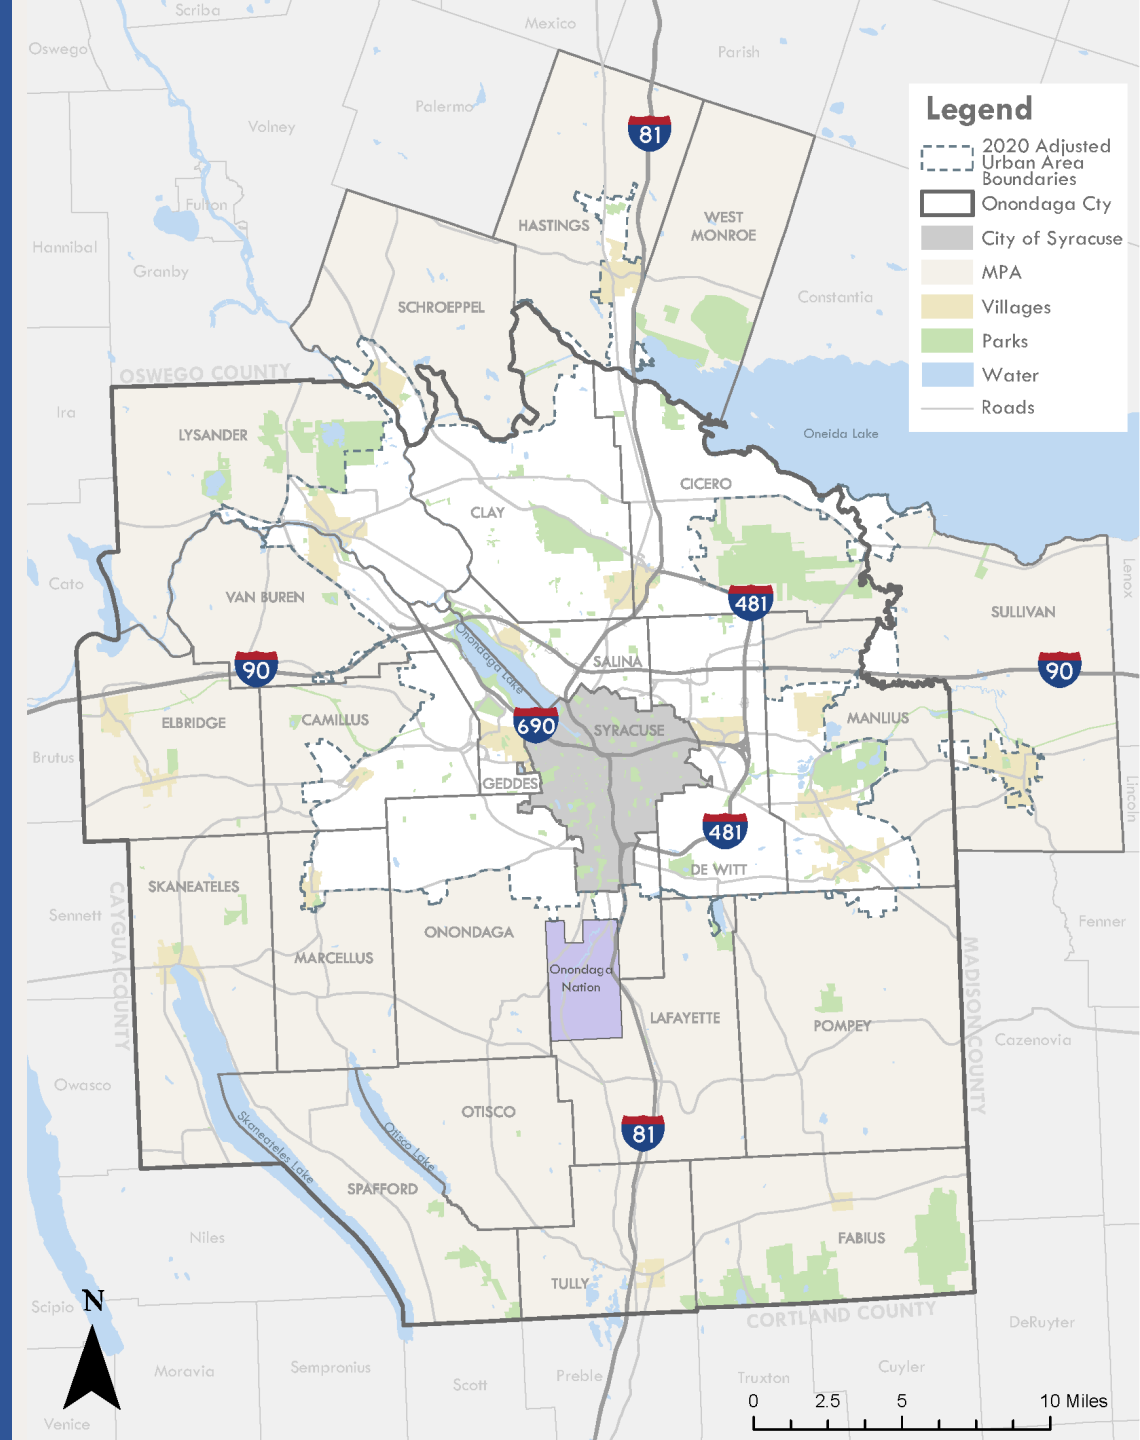 Scriba
Mexico
Oswego
Parish
Palermo
Volney
Legend
2020 Adjusted
Urban Area
Boundaries
Onondaga Cty
City of Syracuse
MPA
Villages
Parks
Water
Roads
81
Fulton
HASTINGS
WEST
MONROE
Hannibal
Granby
Constantia
SCHROEPPEL
OSWEGO COUNTY
Ira
LYSANDER
Oneida Lake
CICERO
CLAY
Cato
VAN BUREN
481
Lenox
SULLIVAN
Onondaga Lake
SALINA
90
90
ELBRIDGE
CAMILLUS
690
SYRACUSE
MANLIUS
Brutus
GEDDES
Lincoln
481
DE WITT
SKANEATELES
CAYGUA COUNTY
Sennett
Fenner
ONONDAGA
MARCELLUS
MADISON COUNTY
Onondaga
Nation
LAFAYETTE
POMPEY
Cazenovia
Owasco
OTISCO
81
Skaneateles Lake
Otisco Lake
SPAFFORD
Niles
FABIUS
TULLY
Scipio
N
CORTLAND COUNTY
DeRuyter
Moravia
Sempronius
Scott
Preble
Truxton
Cuyler
Venice
0 2.5 5 10 Miles